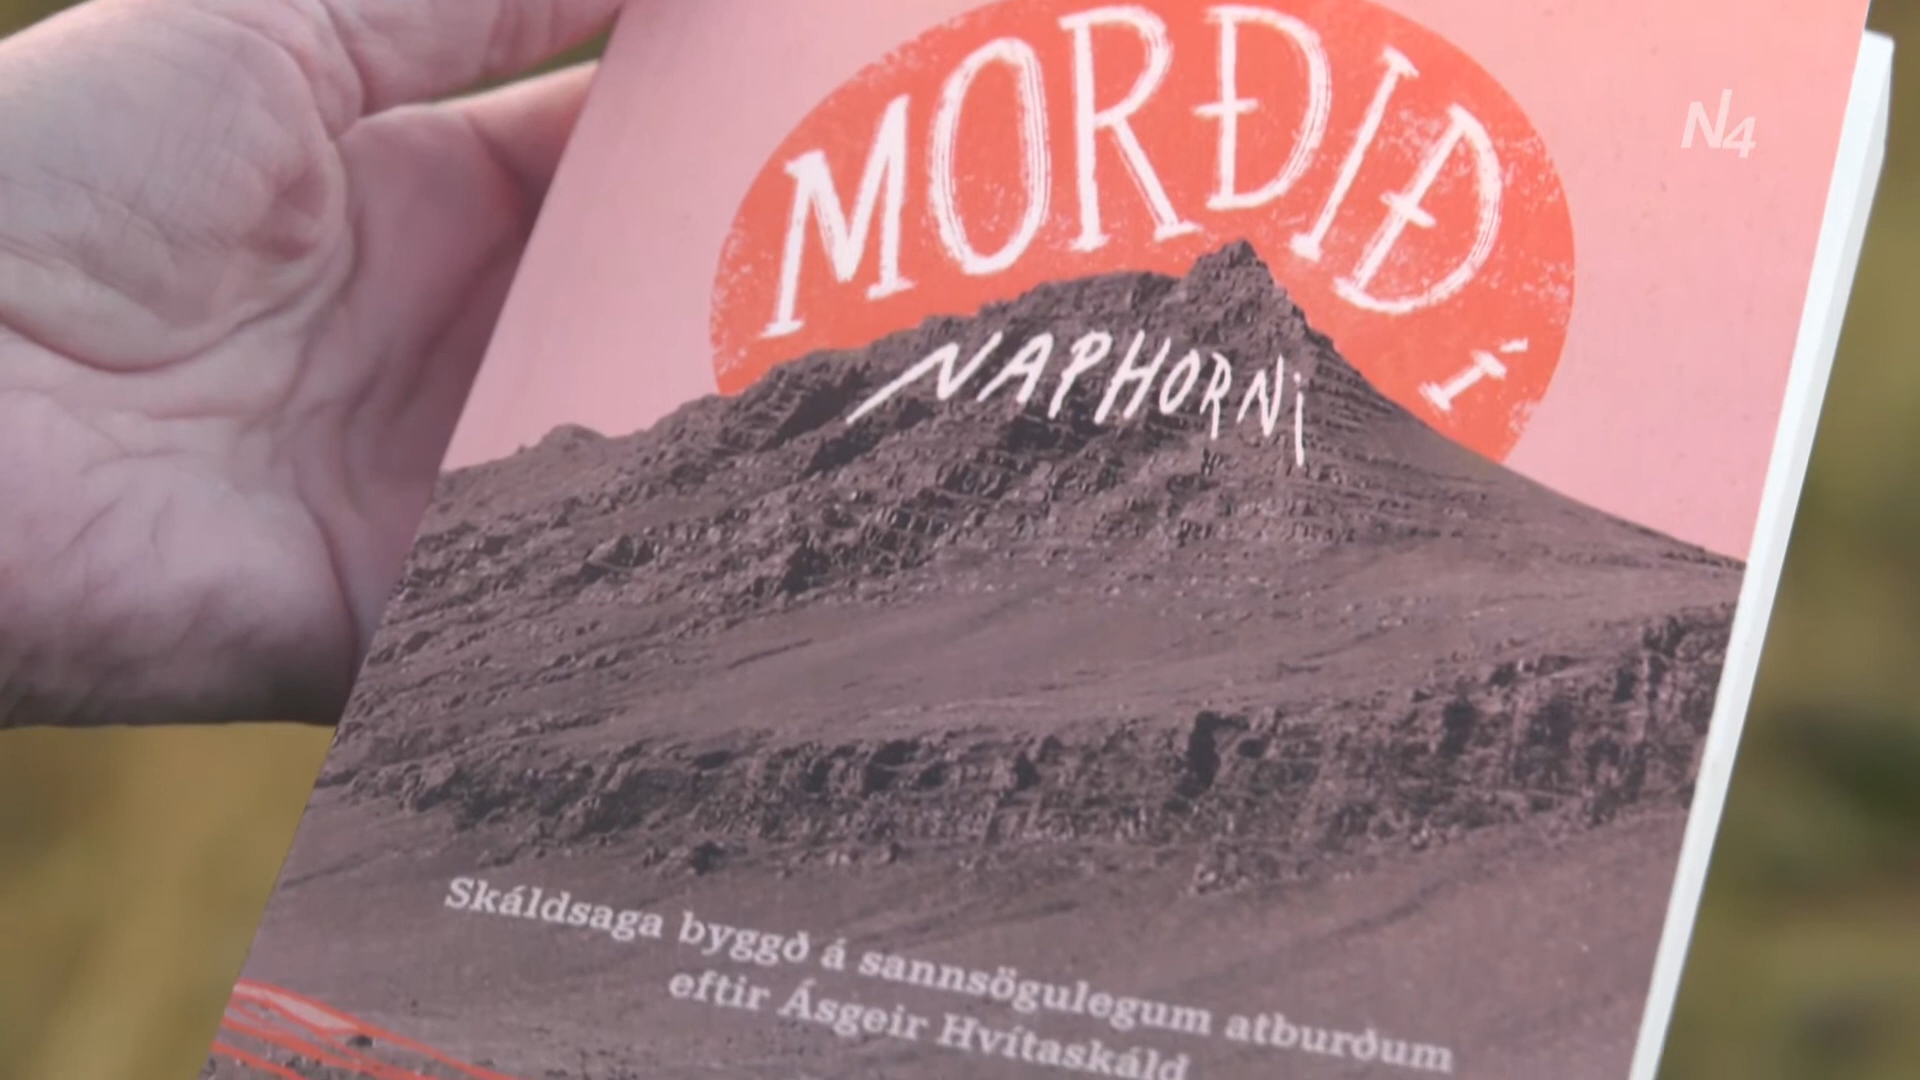 MORÐIÐ Í
NAPHORNi
N4
Skáldsaga byggð á sannsögulegum atburðum
eftir Ásgeir Hvítaskáld